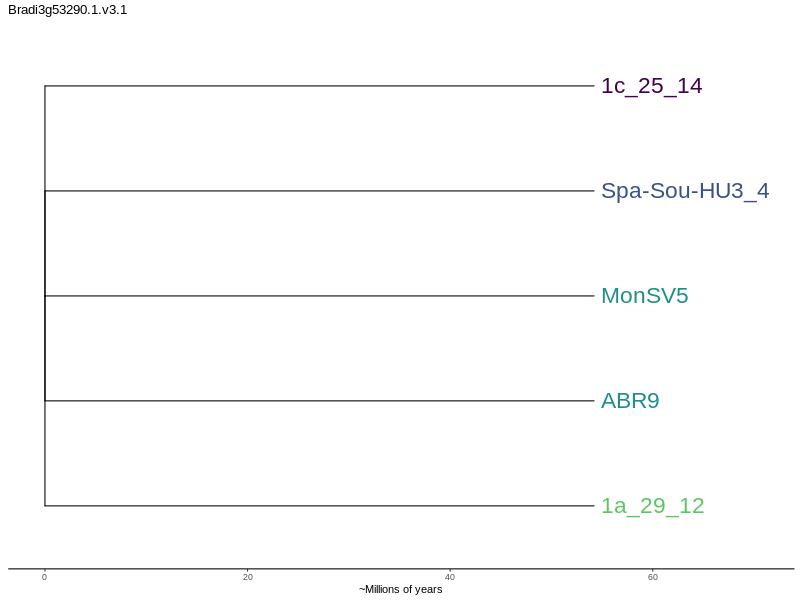 Bradi3g53290.1.v3.1
1c_25_14
Spa-Sou-HU3_4
MonSV5
ABR9
1a_29_12
0 20 40 60
~Millions of years